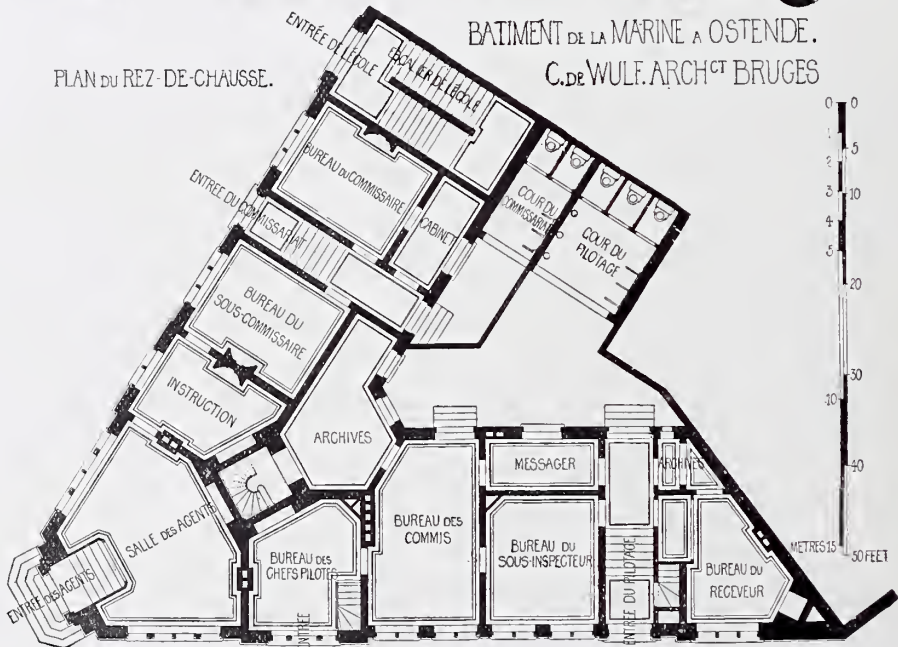 BATIMENT DE LA MARINE A OSTENDE.
C. DE WULF. ARCHCT BRUGES
PLAN DU REZ-DE-CHAUSSE.
ENTRÉE DE L'ÉCOLE
ESCALIER DE L'ÉCOLE
BUREAU DU COMMISSAIRE
CABINET
COUR DU
COMMISSARIAT
COUR DU
PILOTAGE
ENTRÉE DU COMMISSARIAT
BUREAU DU
SOUS-COMMISSAIRE
INSTRUCTION
ARCHIVES
SALLE DES AGENTS
ENTRÉE DES AGENTS
BUREAU DES
CHEFS PILOTES
ENTRÉE
BUREAU DES
COMMIS
MESSAGER
BUREAU DU
SOUS-INSPECTEUR
ENTRÉE DU PILOTAGE
ARCHIVES
BUREAU DU
RECEVEUR
0 0
1
2 5
3 10
4
5
20
30
10
40
METRES 15 50 FEET